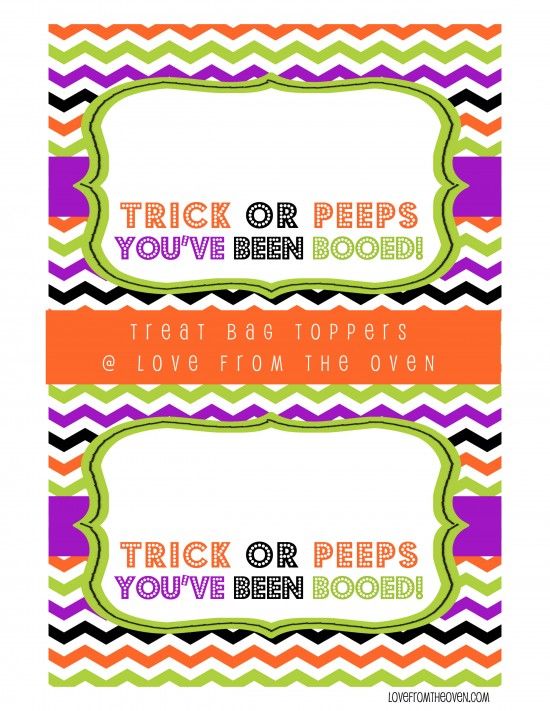 TRICK OR PEEPS
YOU'VE BEEN BOOED!
TREAT BAG TOPPERS
@ LOVE FROM THE OVEN
TRICK OR PEEPS
YOU'VE BEEN BOOED!
LOVEFROMTHEOVEN.COM